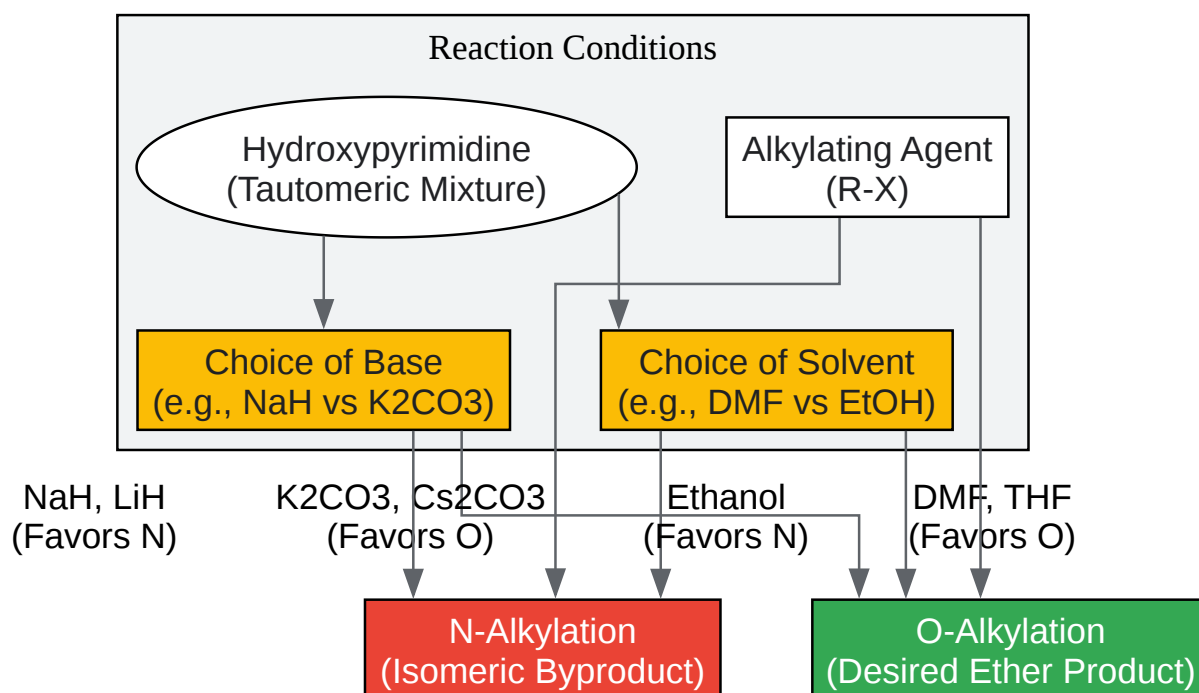 Reaction Conditions
Hydroxypyrimidine
(Tautomeric Mixture)
Alkylating Agent
(R-X)
Choice of Base
(e.g., NaH vs K2CO3)
Choice of Solvent
(e.g., DMF vs EtOH)
NaH, LiH
(Favors N)
K2CO3, Cs2CO3
(Favors O)
Ethanol
(Favors N)
DMF, THF
(Favors O)
N-Alkylation
(Isomeric Byproduct)
O-Alkylation
(Desired Ether Product)